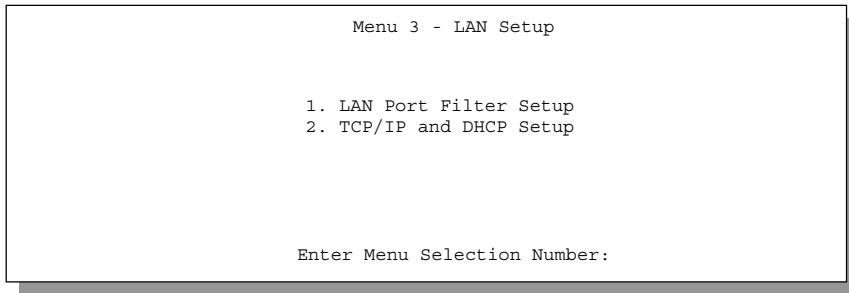 Menu 3 - LAN Setup
1. LAN Port Filter Setup
2. TCP/IP and DHCP Setup
Enter Menu Selection Number: